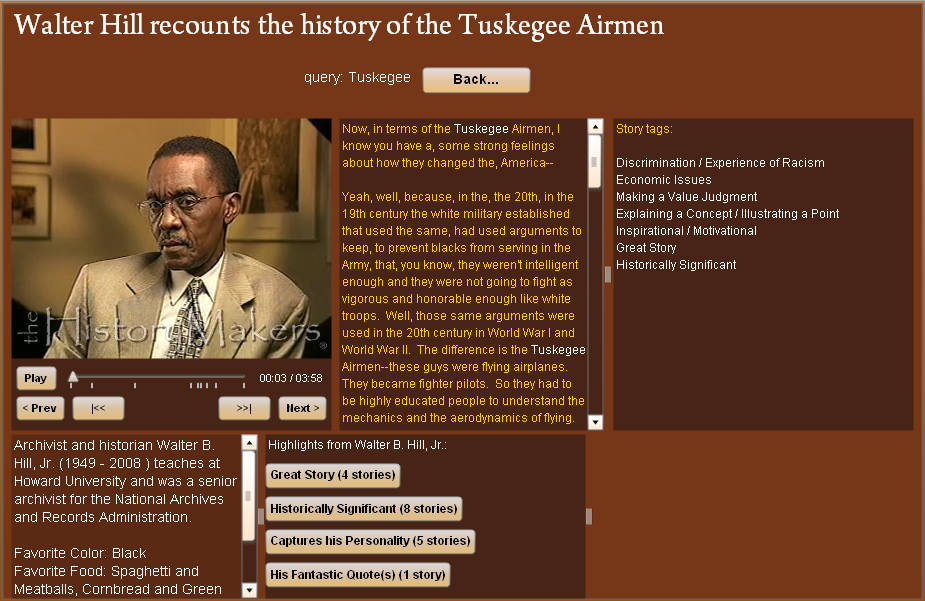 Walter Hill recounts the history of the Tuskegee Airmen
query: Tuskegee
Back...
the
HistoryMakers
®
Play
00:03 / 03:58
< Prev
|<<
>>|
Next >
Now, in terms of the Tuskegee Airmen, I
know you have a, some strong feelings
about how they changed the, America--
Yeah, well, because, in the, the 20th, in the
19th century the white military established
that used the same, had used arguments to
keep, to prevent blacks from serving in the
Army, that, you know, they weren't intelligent
enough and they were not going to fight as
vigorous and honorable enough like white
troops.  Well, those same arguments were
used in the 20th century in World War I and
World War II.  The difference is the Tuskegee
Airmen--these guys were flying airplanes.
They became fighter pilots.  So they had to
be highly educated people to understand the
mechanics and the aerodynamics of flying.
Story tags:
Discrimination / Experience of Racism
Economic Issues
Making a Value Judgment
Explaining a Concept / Illustrating a Point
Inspirational / Motivational
Great Story
Historically Significant
Archivist and historian Walter B.
Hill, Jr. (1949 - 2008 ) teaches at
Howard University and was a senior
archivist for the National Archives
and Records Administration.
Favorite Color: Black
Favorite Food: Spaghetti and
Meatballs, Cornbread and Green
Highlights from Walter B. Hill, Jr.:
Great Story (4 stories)
Historically Significant (8 stories)
Captures his Personality (5 stories)
His Fantastic Quote(s) (1 story)